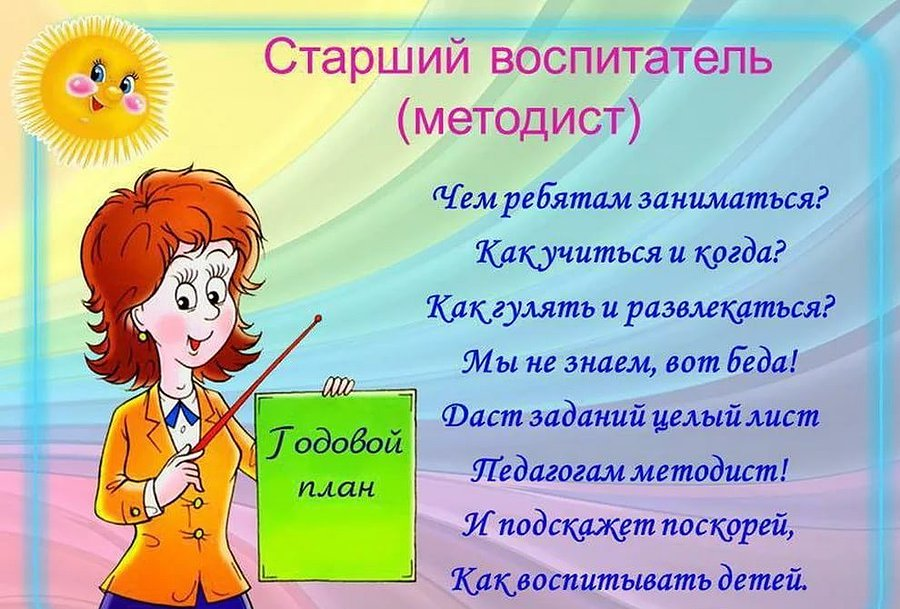 Старший воспитатель
(методист)
Чем ребятам заниматься?
Как учиться и когда?
Как гулять и развлекаться?
Мы не знаем, вот беда!
Даст заданий целый лист
Педагогам методист!
И подскажет поскорей,
Как воспитывать детей.
Годовой
план